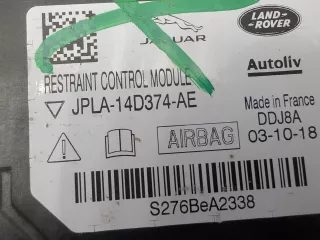 JAGUAR
LAND-
ROVER
Autoliv
RESTRAINT CONTROL MODULE
JPLA-14D374-AE
Made in France
DDJ8A
AIRBAG
03-10-18
S276BeA2338